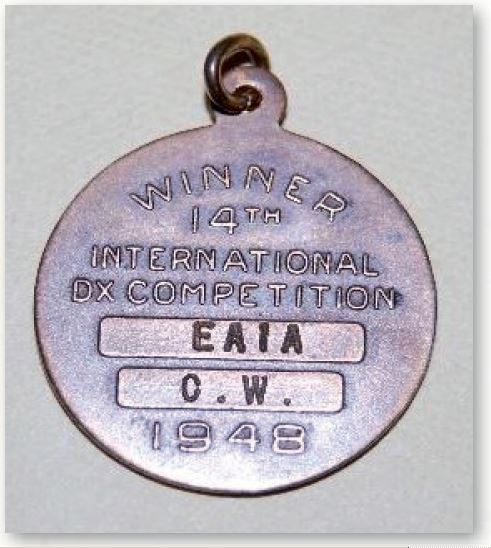 WINNER
14TH
INTERNATIONAL
DX COMPETITION
EA1A
C.W.
1948